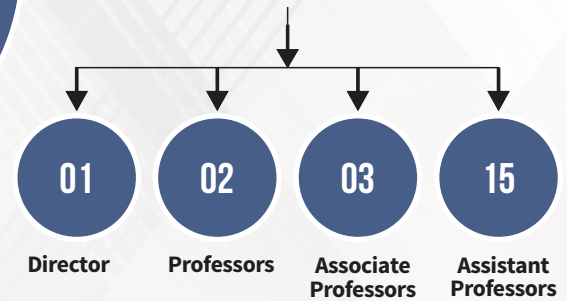 01
02
03
15
Director
Professors
Associate
Professors
Assistant
Professors